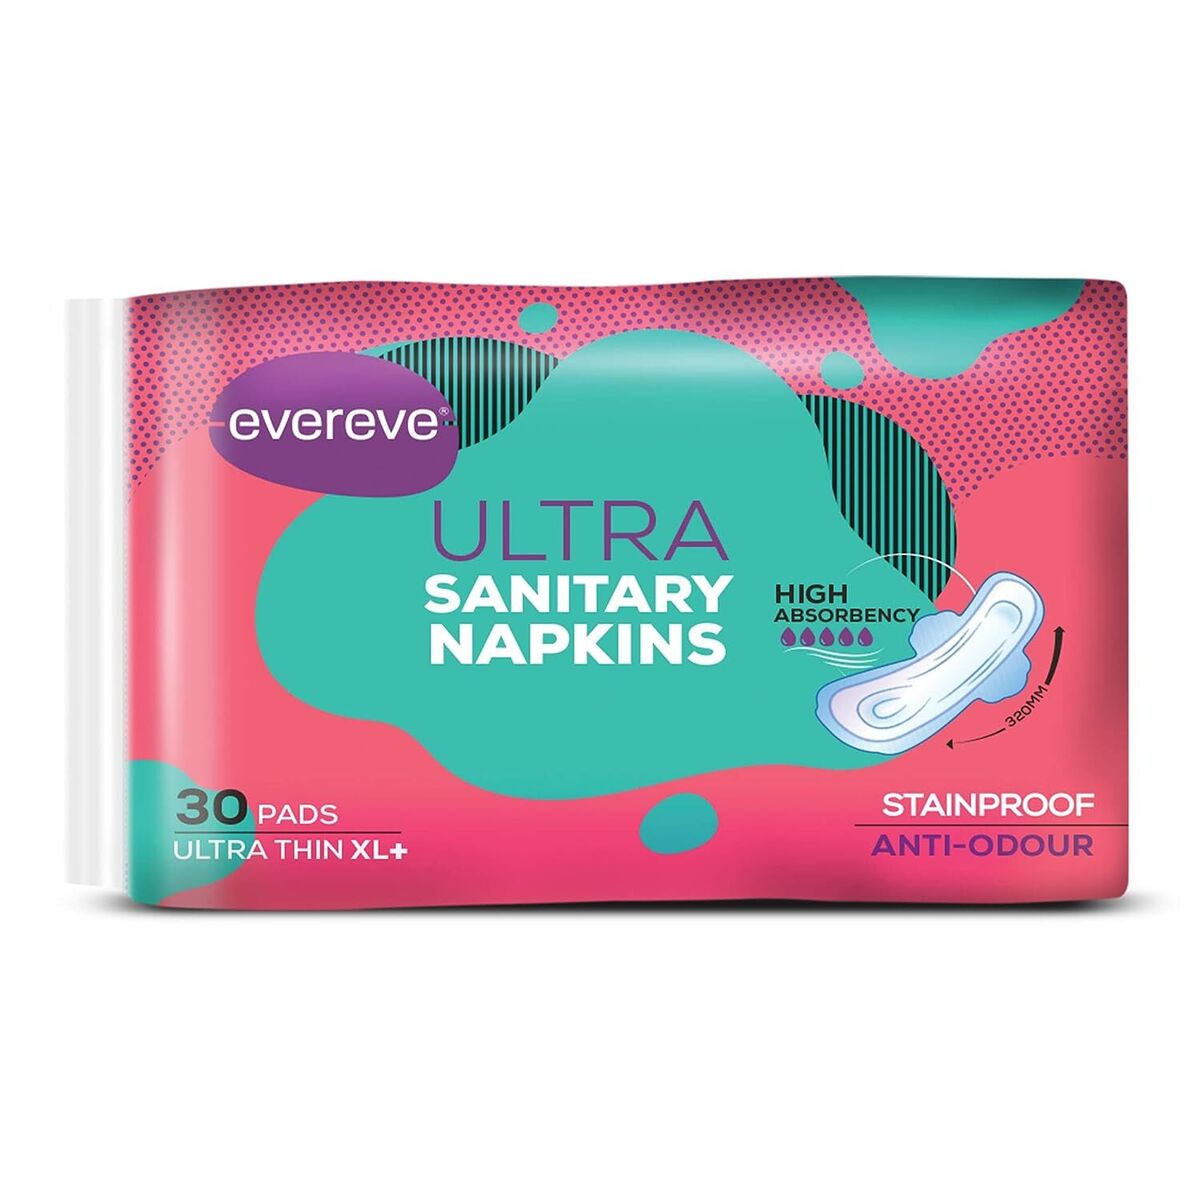 evereve®
ULTRA
SANITARY
NAPKINS
HIGH
ABSORBENCY
320MM
30 PADS
ULTRA THIN XL+
STAINPROOF
ANTI-ODOUR